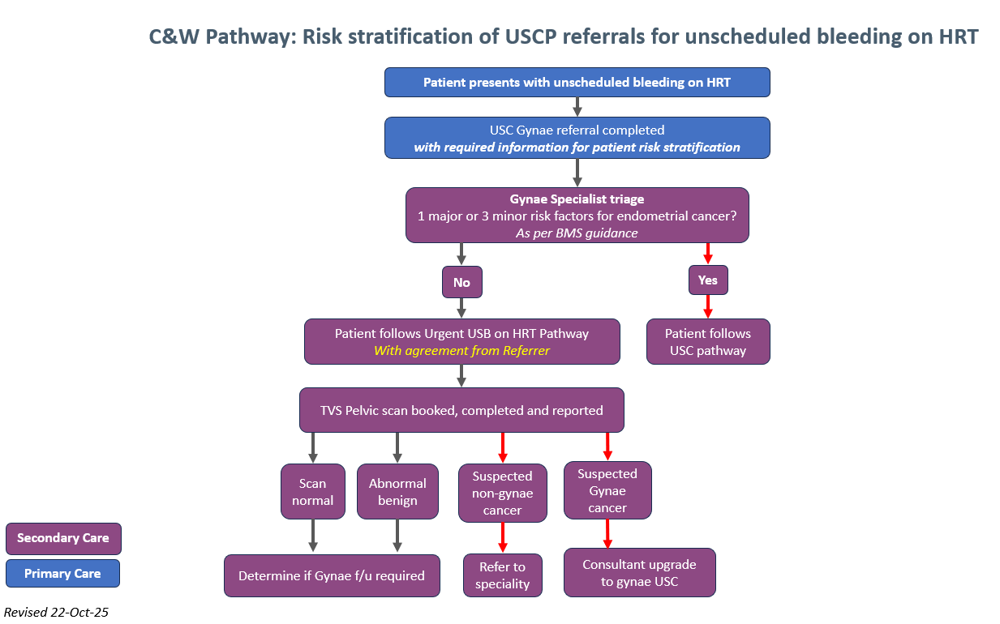 C&W Pathway: Risk stratification of USCP referrals for unscheduled bleeding on HRT
Patient presents with unscheduled bleeding on HRT
USC Gynae referral completed
with required information for patient risk stratification
Gynae Specialist triage
1 major or 3 minor risk factors for endometrial cancer?
As per BMS guidance
No
Yes
Patient follows Urgent USB on HRT Pathway
With agreement from Referrer
Patient follows
USC pathway
TVS Pelvic scan booked, completed and reported
Scan
normal
Abnormal
benign
Suspected
non-gynae
cancer
Suspected
Gynae
cancer
Determine if Gynae f/u required
Refer to
speciality
Consultant upgrade
to gynae USC
Secondary Care
Primary Care
Revised 22-Oct-25